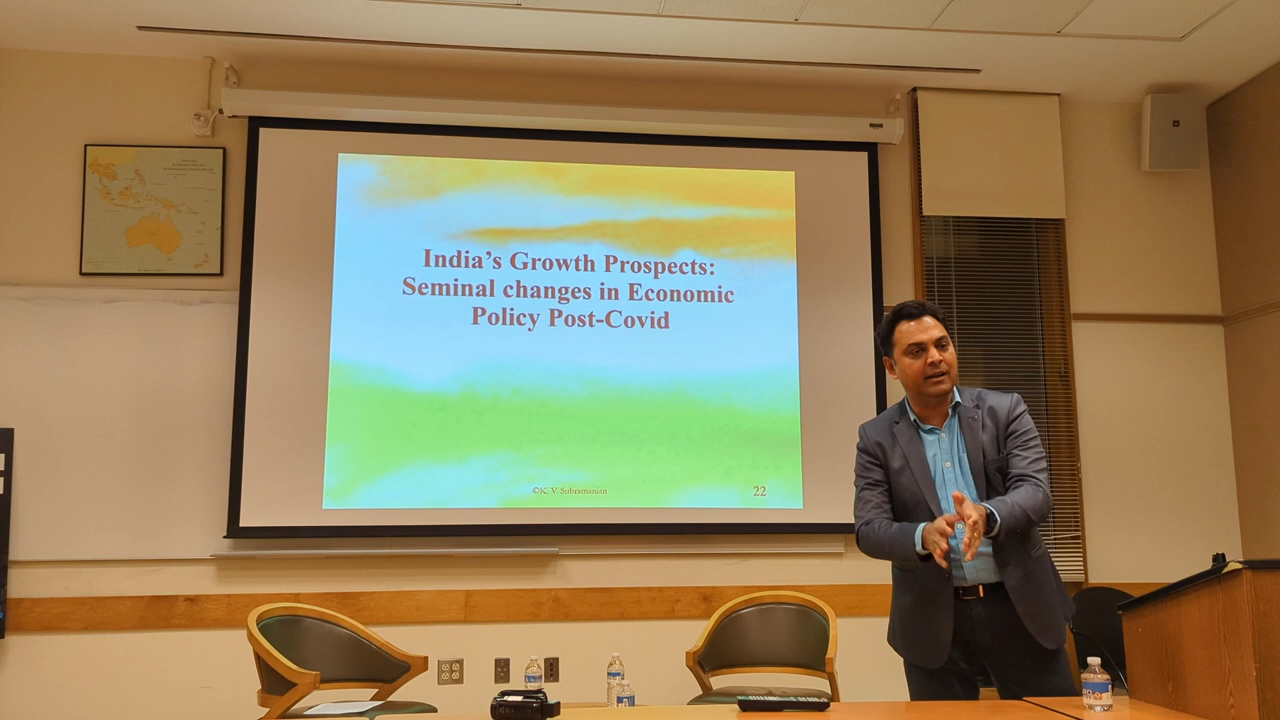 India's Growth Prospects:
Seminal changes in Economic
Policy Post-Covid
©K. V. Subramanian
22